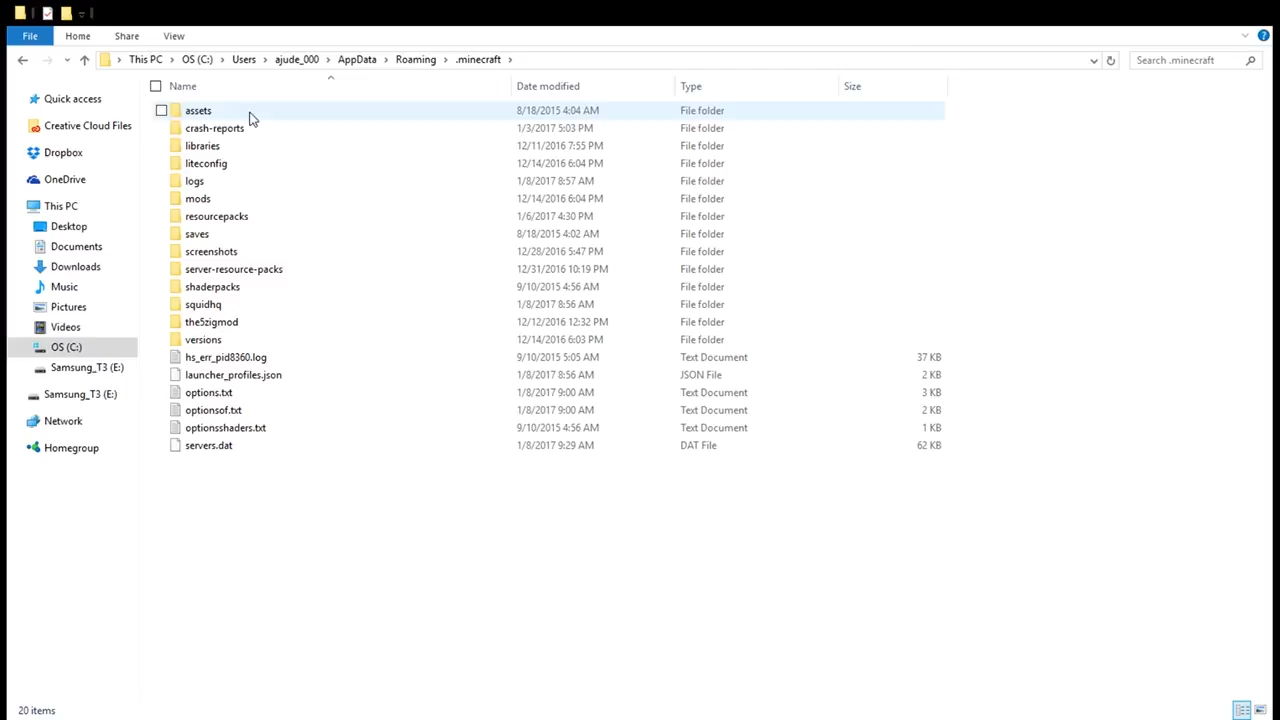 File Home Share View
This PC OS (C:) Users ajude_000 AppData Roaming .minecraft Search .minecraft
Name Date modified Type Size
Quick access
Creative Cloud Files
Dropbox
OneDrive
This PC
Desktop
Documents
Downloads
Music
Pictures
Videos
OS (C:)
Samsung_T3 (E:)
Samsung_T3 (E:)
Network
Homegroup
assets 8/18/2015 4:04 AM File folder
crash-reports 1/3/2017 5:03 PM File folder
libraries 12/11/2016 7:55 PM File folder
liteconfig 12/14/2016 6:04 PM File folder
logs 1/8/2017 8:57 AM File folder
mods 12/14/2016 6:04 PM File folder
resourcepacks 1/6/2017 4:30 PM File folder
saves 8/18/2015 4:02 AM File folder
screenshots 12/28/2016 5:47 PM File folder
server-resource-packs 12/31/2016 10:19 PM File folder
shaderpacks 9/10/2015 4:56 AM File folder
squidhq 1/8/2017 8:56 AM File folder
the5zigmod 12/12/2016 12:32 PM File folder
versions 12/14/2016 6:03 PM File folder
hs_err_pid8360.log 9/10/2015 5:05 AM Text Document 37 KB
launcher_profiles.json 1/8/2017 8:56 AM JSON File 2 KB
options.txt 1/8/2017 9:00 AM Text Document 3 KB
optionsof.txt 1/8/2017 9:00 AM Text Document 2 KB
optionsshaders.txt 9/10/2015 4:56 AM Text Document 1 KB
servers.dat 1/8/2017 9:29 AM DAT File 62 KB
20 items